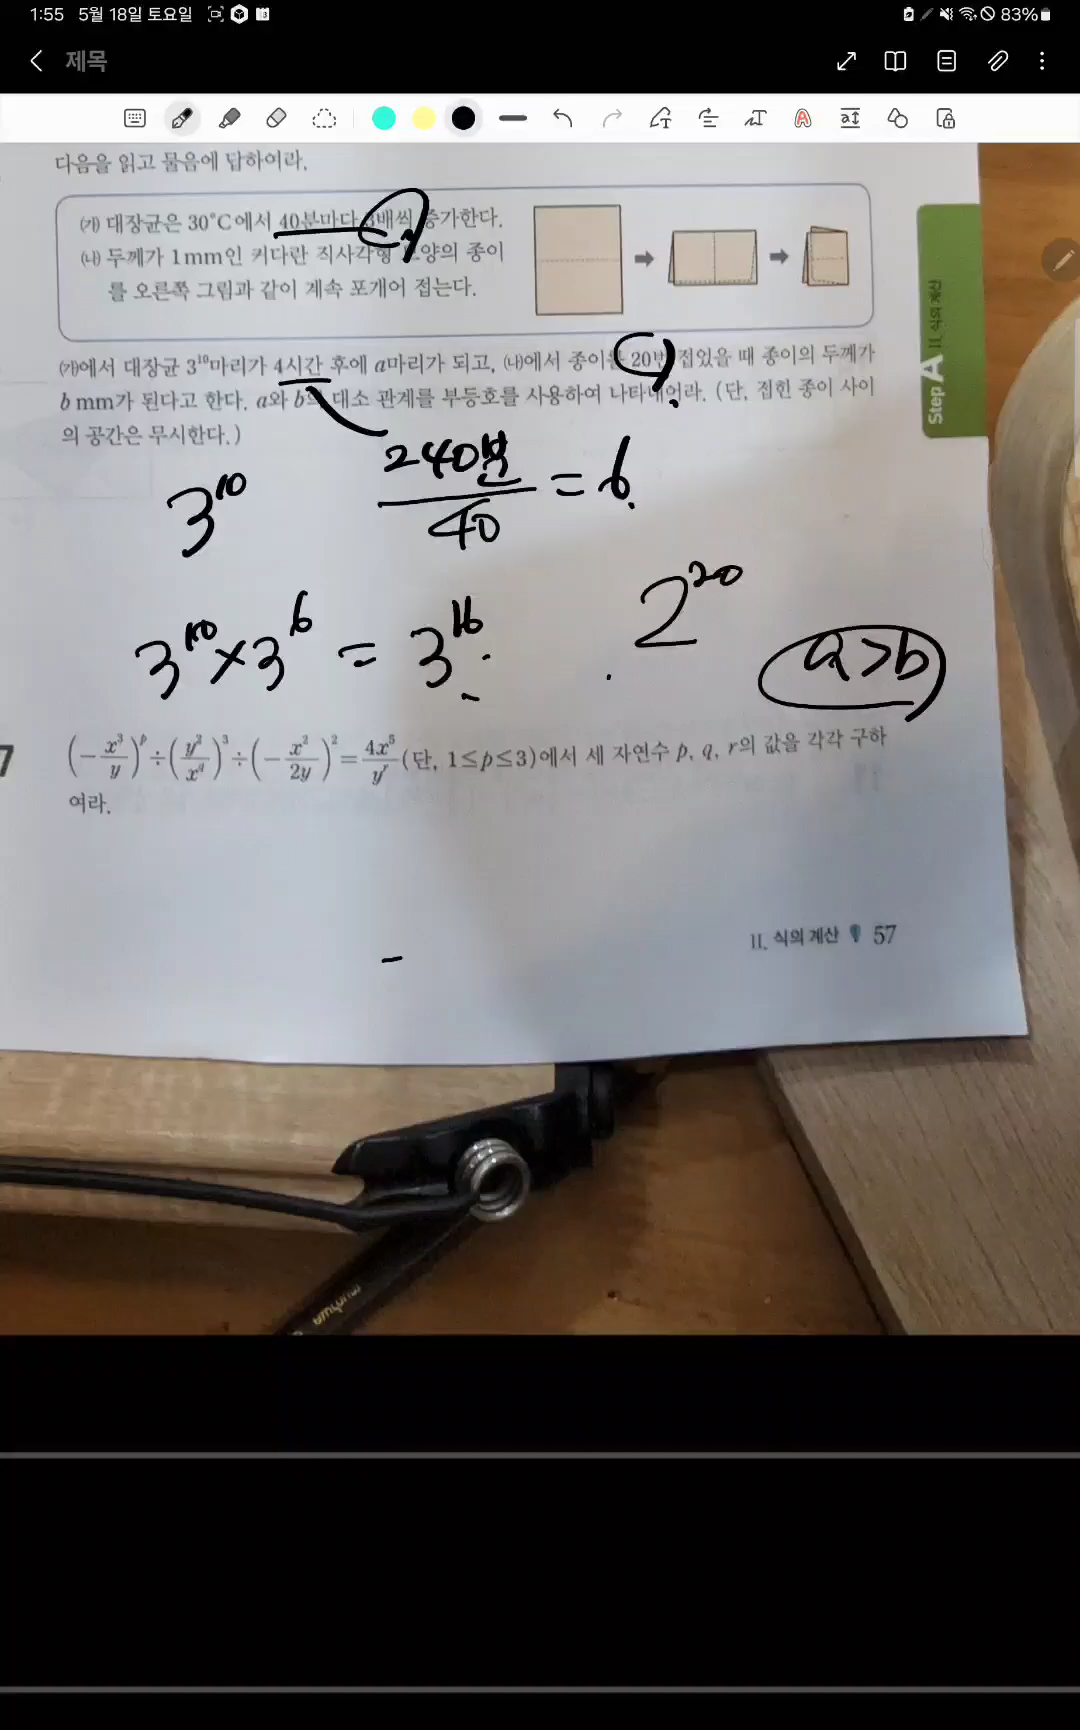 1:55 5월 18일 토요일
83%
제목
다음을 읽고 물음에 답하여라.
(가) 대장균은 30°C에서 40분마다 3배씩 증가한다.
(나) 두께가 1mm인 커다란 직사각형 모양의 종이
를 오른쪽 그림과 같이 계속 포개어 접는다.
(가)에서 대장균 3¹⁰마리가 4시간 후에 a마리가 되고, (나)에서 종이를 20번 접었을 때 종이의 두께가
b mm가 된다고 한다. a와 b의 대소 관계를 부등호를 사용하여 나타내어라. (단, 접힌 종이 사이
의 공간은 무시한다.)
Step A II. 식의 계산
3¹⁰ 240분/40 = 6
3¹⁰ × 3⁶ = 3¹⁶ 2²⁰ a>b
7 (-x³/y)^p ÷ (y²/x^q)³ ÷ (-x²/2y)² = 4x⁵/y^r (단, 1≤p≤3)에서 세 자연수 p, q, r의 값을 각각 구하
여라.
II. 식의 계산 57